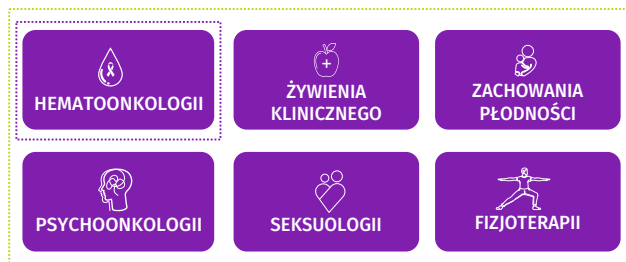 HEMATOONKOLOGII
ŻYWIENIA
KLINICZNEGO
ZACHOWANIA
PŁODNOŚCI
PSYCHOONKOLOGII
SEKSUOLOGII
FIZJOTERAPII